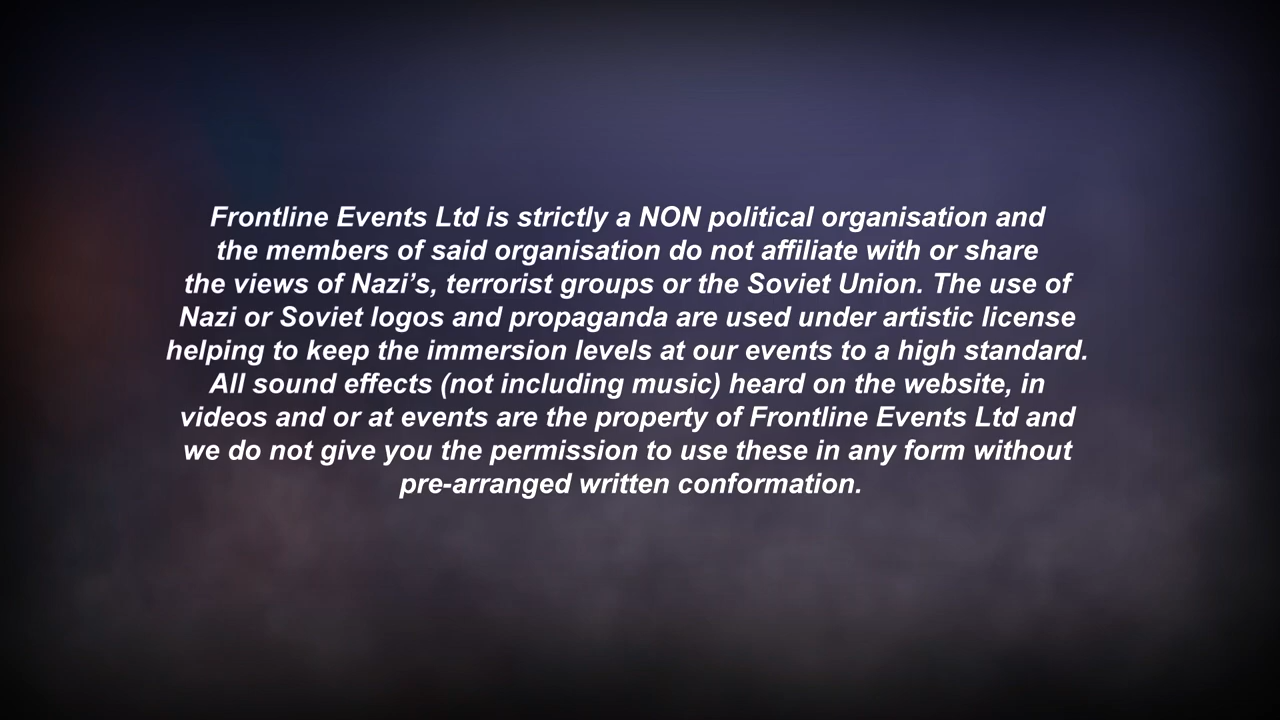 Frontline Events Ltd is strictly a NON political organisation and
the members of said organisation do not affiliate with or share
the views of Nazi’s, terrorist groups or the Soviet Union. The use of
Nazi or Soviet logos and propaganda are used under artistic license
helping to keep the immersion levels at our events to a high standard.
All sound effects (not including music) heard on the website, in
videos and or at events are the property of Frontline Events Ltd and
we do not give you the permission to use these in any form without
pre-arranged written conformation.